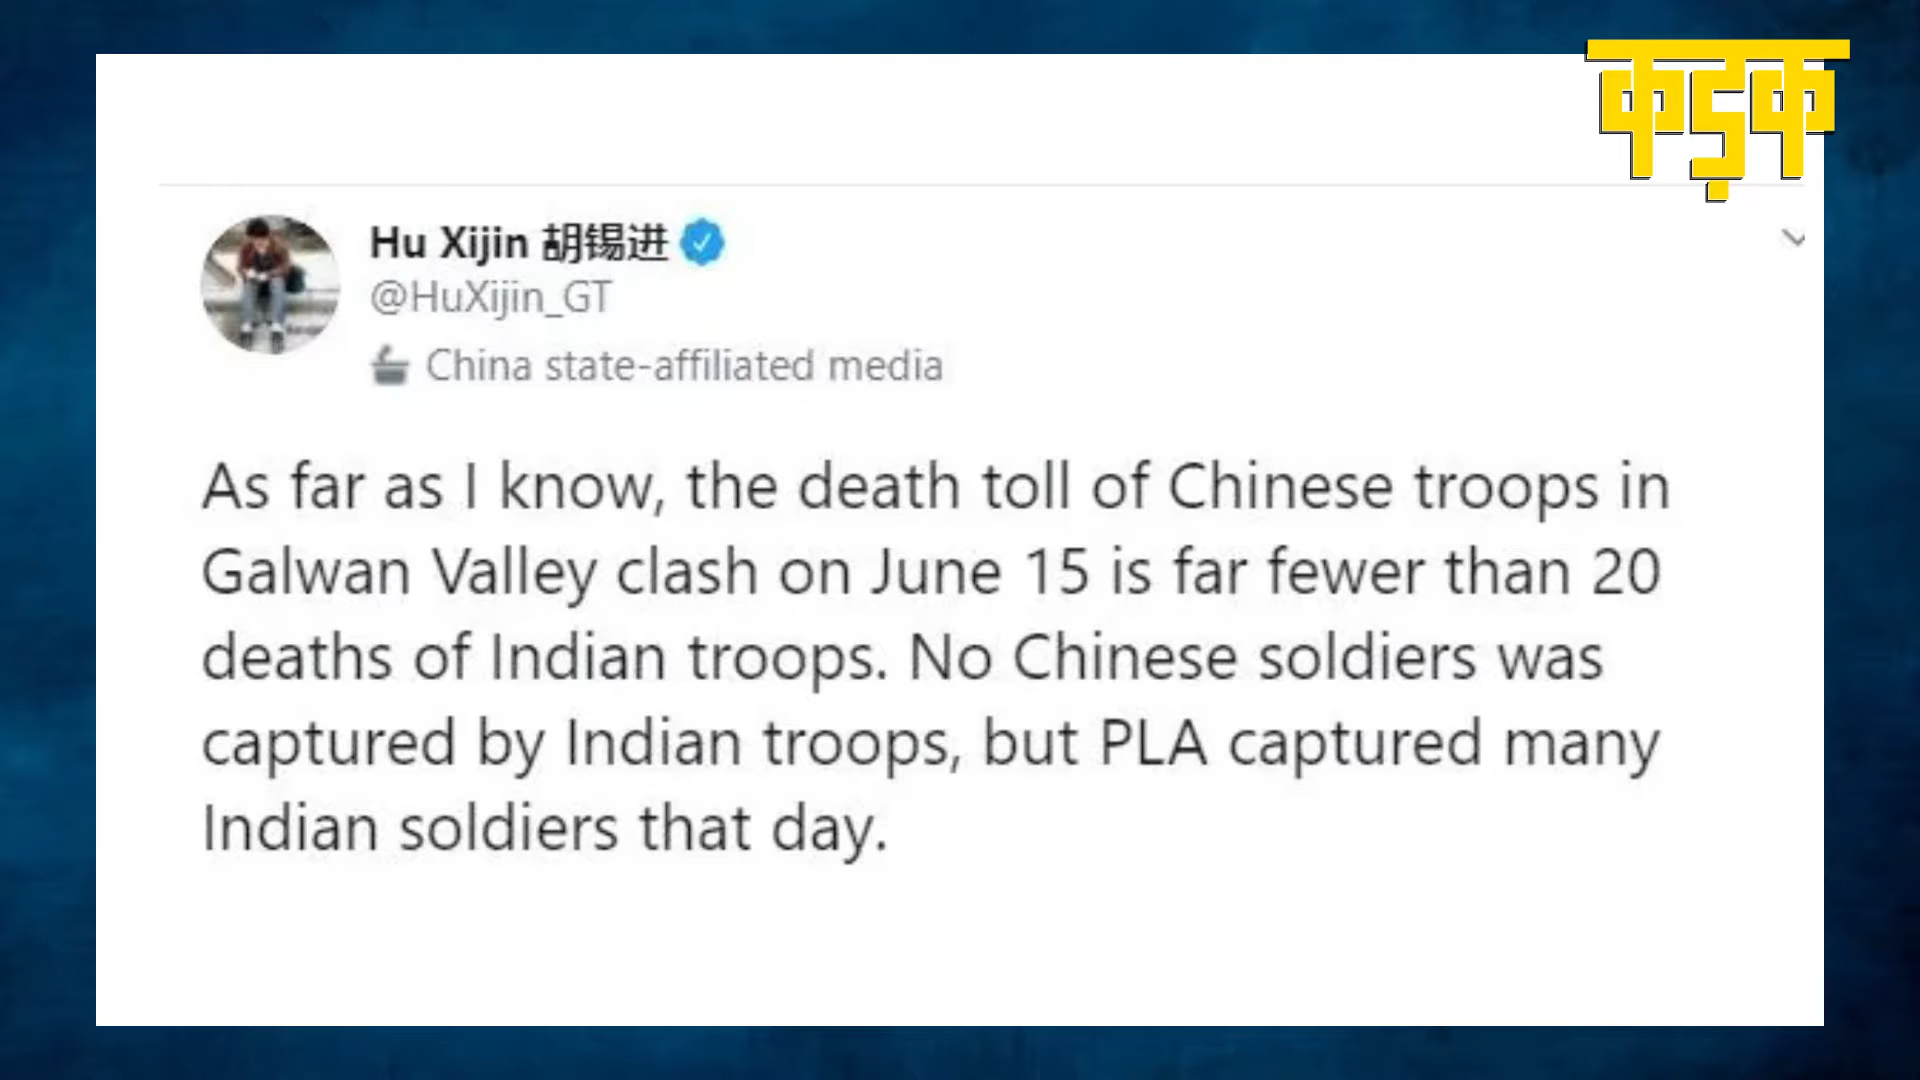 कड़क
Hu Xijin 胡锡进
@HuXijin_GT
China state-affiliated media
As far as I know, the death toll of Chinese troops in
Galwan Valley clash on June 15 is far fewer than 20
deaths of Indian troops. No Chinese soldiers was
captured by Indian troops, but PLA captured many
Indian soldiers that day.